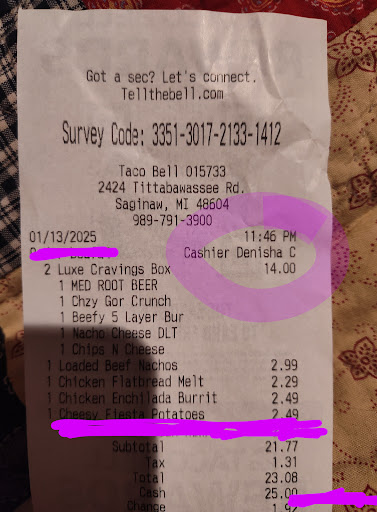 Got a sec? Let's connect.
Tellthebell.com
Survey Code: 3351-3017-2133-1412
Taco Bell 015733
2424 Tittabawassee Rd.
Saginaw, MI 48604
989-791-3900
01/13/2025 11:46 PM
Cashier Denisha C
2 Luxe Cravings Box 14.00
1 MED ROOT BEER
1 Chzy Gor Crunch
1 Beefy 5 Layer Bur
1 Nacho Cheese DLT
1 Chips N Cheese
1 Loaded Beef Nachos 2.99
1 Chicken Flatbread Melt 2.29
1 Chicken Enchilada Burrit 2.49
1 Cheesy Fiesta Potatoes 2.49
Subtotal 21.77
Tax 1.31
Total 23.08
Cash 25.00
Change 1.92